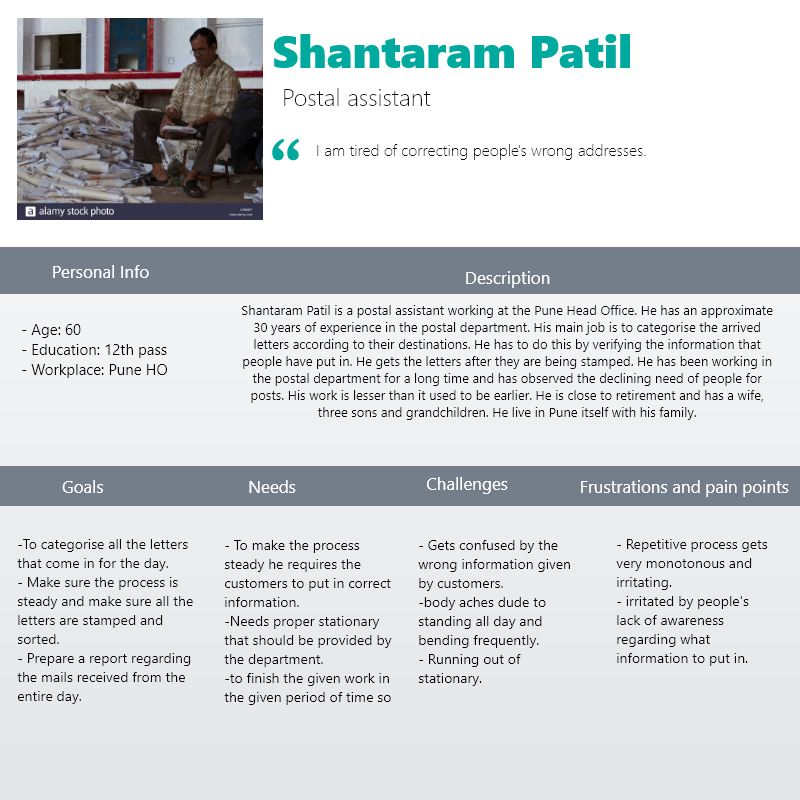 Shantaram Patil
Postal assistant
“ I am tired of correcting people's wrong addresses.
a alamy stock photo
Personal Info
- Age: 60
- Education: 12th pass
- Workplace: Pune HO
Description
Shantaram Patil is a postal assistant working at the Pune Head Office. He has an approximate
30 years of experience in the postal department. His main job is to categorise the arrived
letters according to their destinations. He has to do this by verifying the information that
people have put in. He gets the letters after they are being stamped. He has been working in
the postal department for a long time and has observed the declining need of people for
posts. His work is lesser than it used to be earlier. He is close to retirement and has a wife,
three sons and grandchildren. He live in Pune itself with his family.
Goals
-To categorise all the letters
that come in for the day.
- Make sure the process is
steady and make sure all the
letters are stamped and
sorted.
- Prepare a report regarding
the mails received from the
entire day.
Needs
- To make the process
steady he requires the
customers to put in correct
information.
-Needs proper stationary
that should be provided by
the department.
-to finish the given work in
the given period of time so
Challenges
- Gets confused by the
wrong information given
by customers.
-body aches dude to
standing all day and
bending frequently.
- Running out of
stationary.
Frustrations and pain points
- Repetitive process gets
very monotonous and
irritating.
- irritated by people's
lack of awareness
regarding what
information to put in.